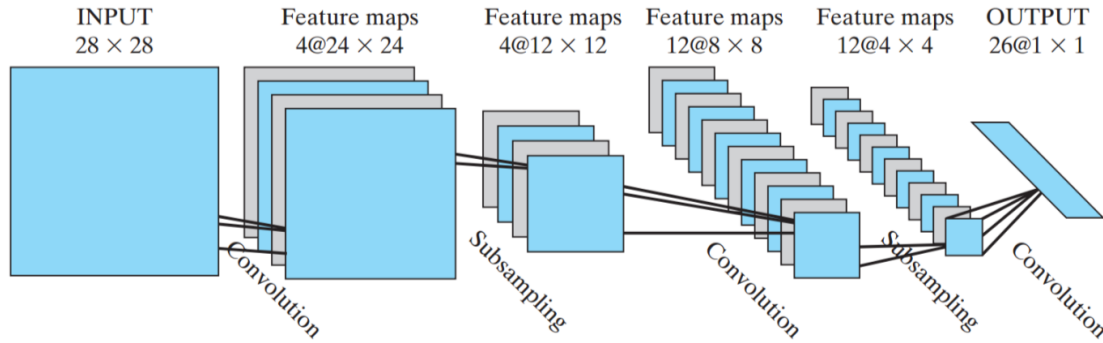 INPUT
28 × 28
Feature maps
4@24 × 24
Feature maps
4@12 × 12
Feature maps
12@8 × 8
Feature maps
12@4 × 4
OUTPUT
26@1 × 1
Convolution
Subsampling
Convolution
Subsampling
Convolution